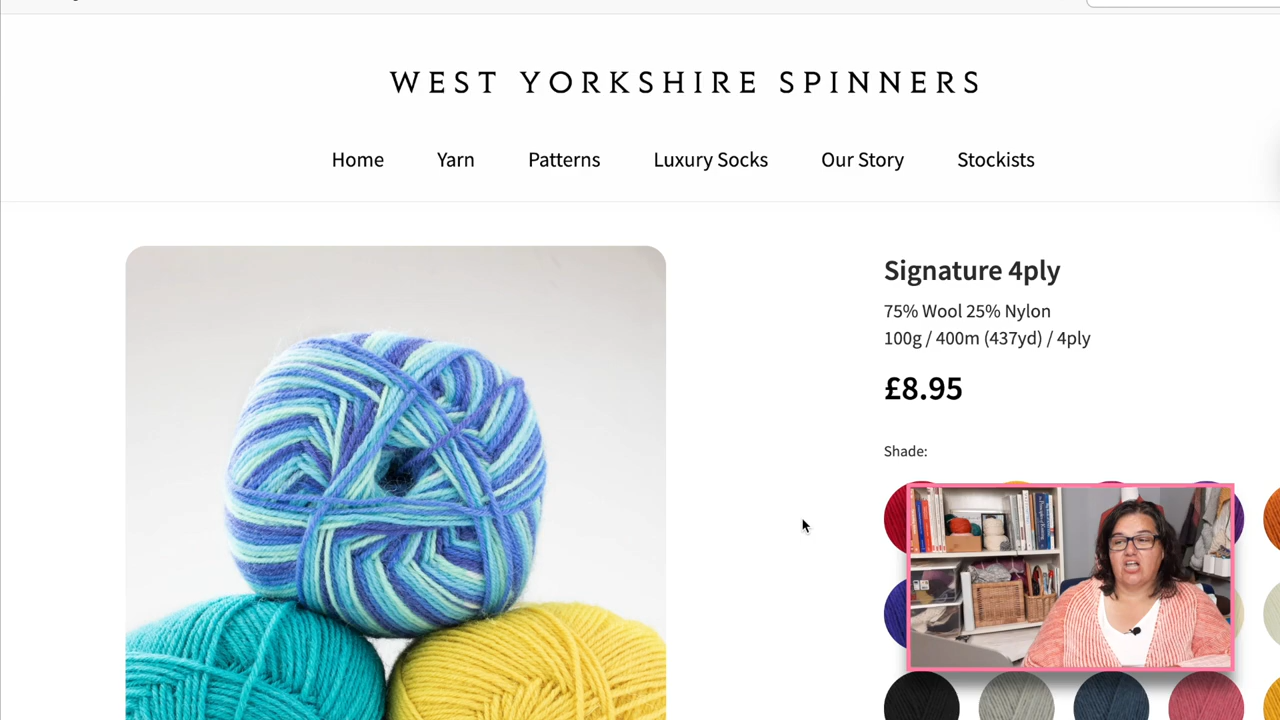 WEST YORKSHIRE SPINNERS
Home Yarn Patterns Luxury Socks Our Story Stockists
Signature 4ply
75% Wool 25% Nylon
100g / 400m (437yd) / 4ply
£8.95
Shade: